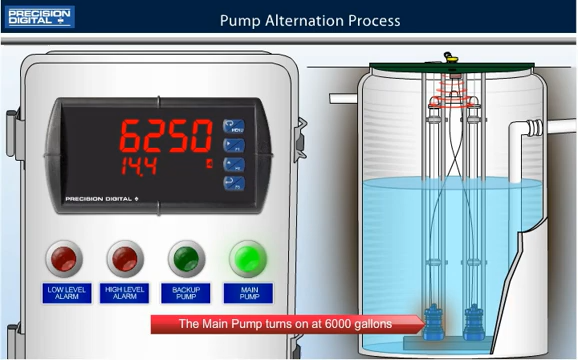 PRECISION
DIGITAL
Pump Alternation Process
6250
14.4
MENU
PRECISION DIGITAL
LOW LEVEL
ALARM
HIGH LEVEL
ALARM
BACKUP
PUMP
MAIN
PUMP
The Main Pump turns on at 6000 gallons